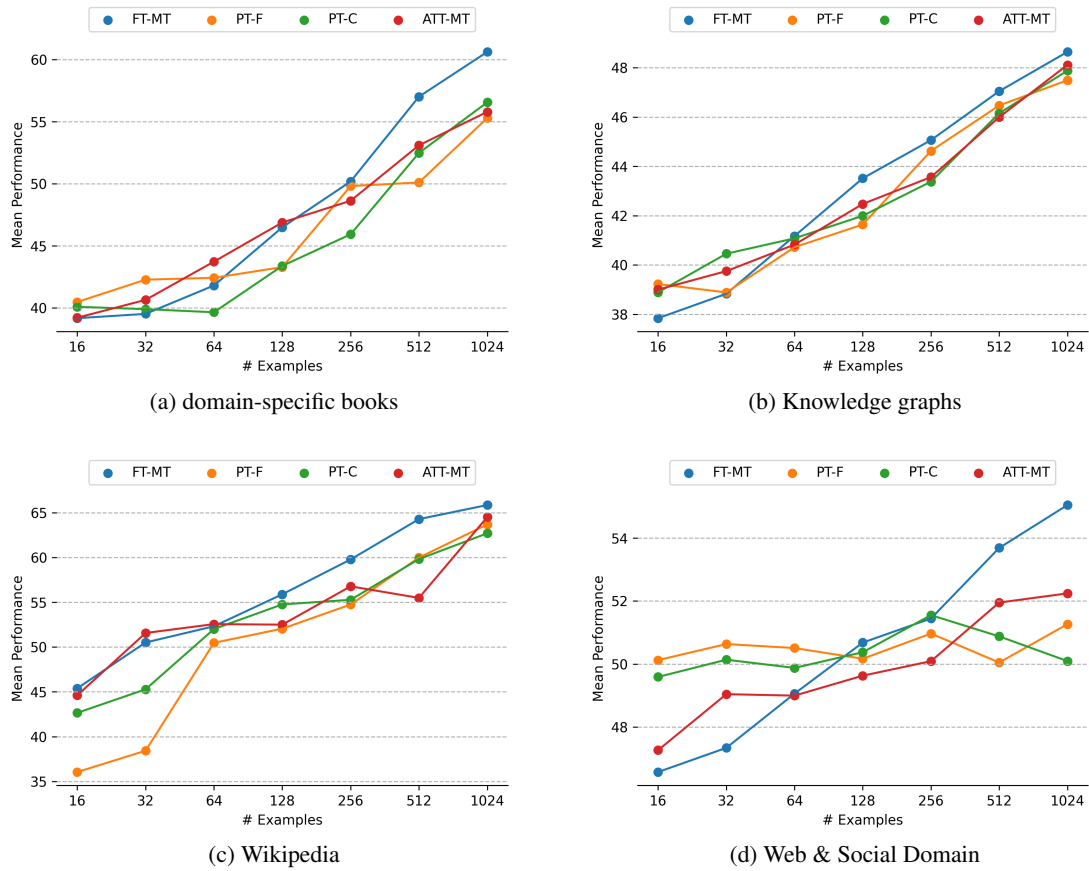 FT-MT PT-F PT-C ATT-MT
60
55
50
45
40
Mean Performance
16 32 64 128 256 512 1024
# Examples
(a) domain-specific books
FT-MT PT-F PT-C ATT-MT
48
46
44
42
40
38
Mean Performance
16 32 64 128 256 512 1024
# Examples
(b) Knowledge graphs
FT-MT PT-F PT-C ATT-MT
65
60
55
50
45
40
35
Mean Performance
16 32 64 128 256 512 1024
# Examples
(c) Wikipedia
FT-MT PT-F PT-C ATT-MT
54
52
50
48
Mean Performance
16 32 64 128 256 512 1024
# Examples
(d) Web & Social Domain